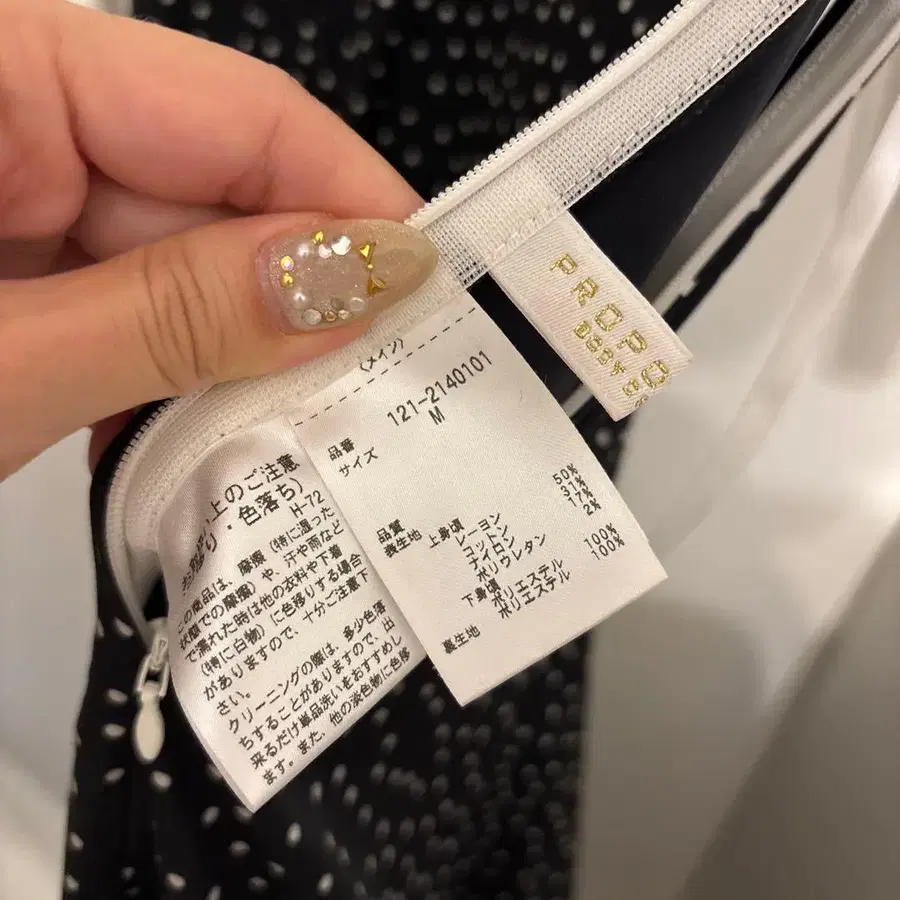 PROPO
〈メイン〉
品番 121-2140101
サイズ M
品質
表生地 上身頃
レーヨン 50%
コットン 31%
ナイロン 17%
ポリウレタン 2%
下身頃
ポリエステル 100%
裏生地 ポリエステル 100%
上のご注意
・色落ち)
H-72
この商品は、摩擦(特に湿った
状態での摩擦)や、汗や雨など
で濡れた時は他の衣料や下着
(特に白物)に色移りする場合
がありますので、十分ご注意下
さい。
クリーニングの際は、多少色落
ちすることがありますので、出
来るだけ単品洗いをおすすめし
ます。また、他の淡色物に色移